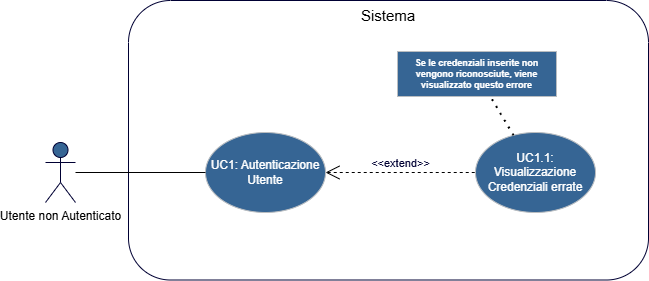 Sistema
Se le credenziali inserite non
vengono riconosciute, viene
visualizzato questo errore
UC1: Autenticazione
Utente
<<extend>>
UC1.1:
Visualizzazione
Credenziali errate
Utente non Autenticato